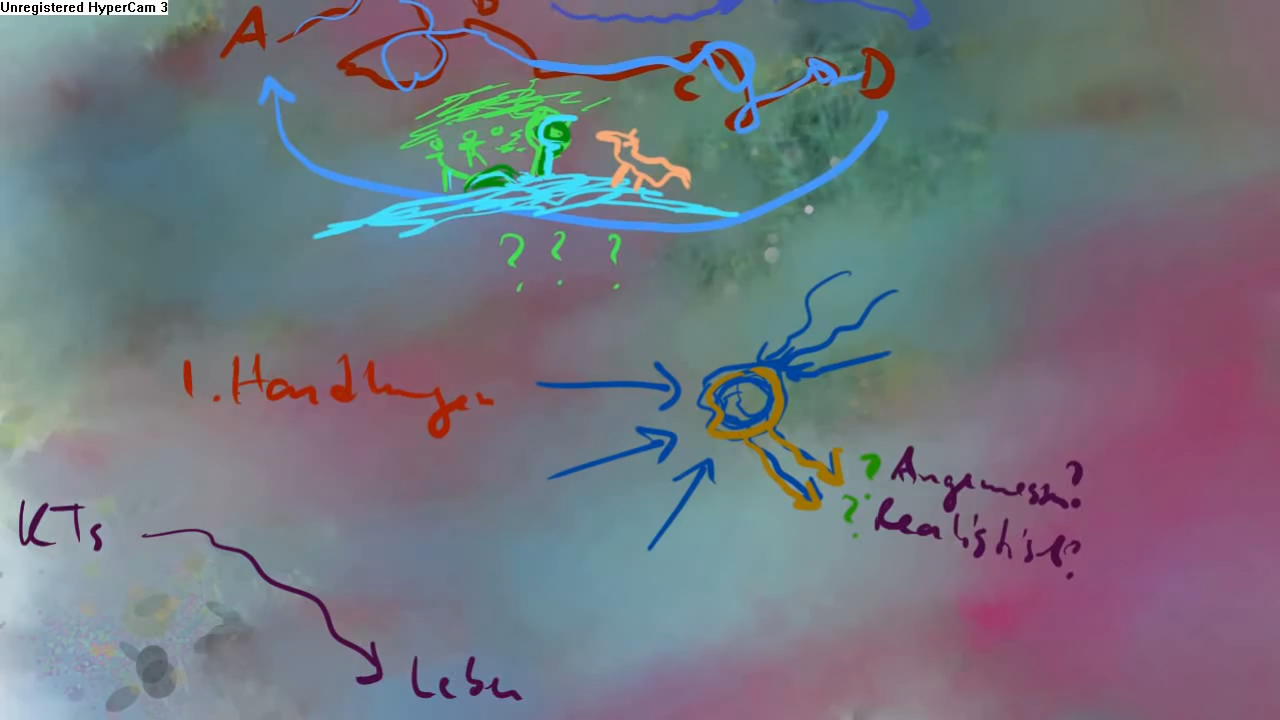 Unregistered HyperCam 3
A B C D
? ? ?
1. Handlungen
? Angemessen?
? Realistisch?
KTs
Leben